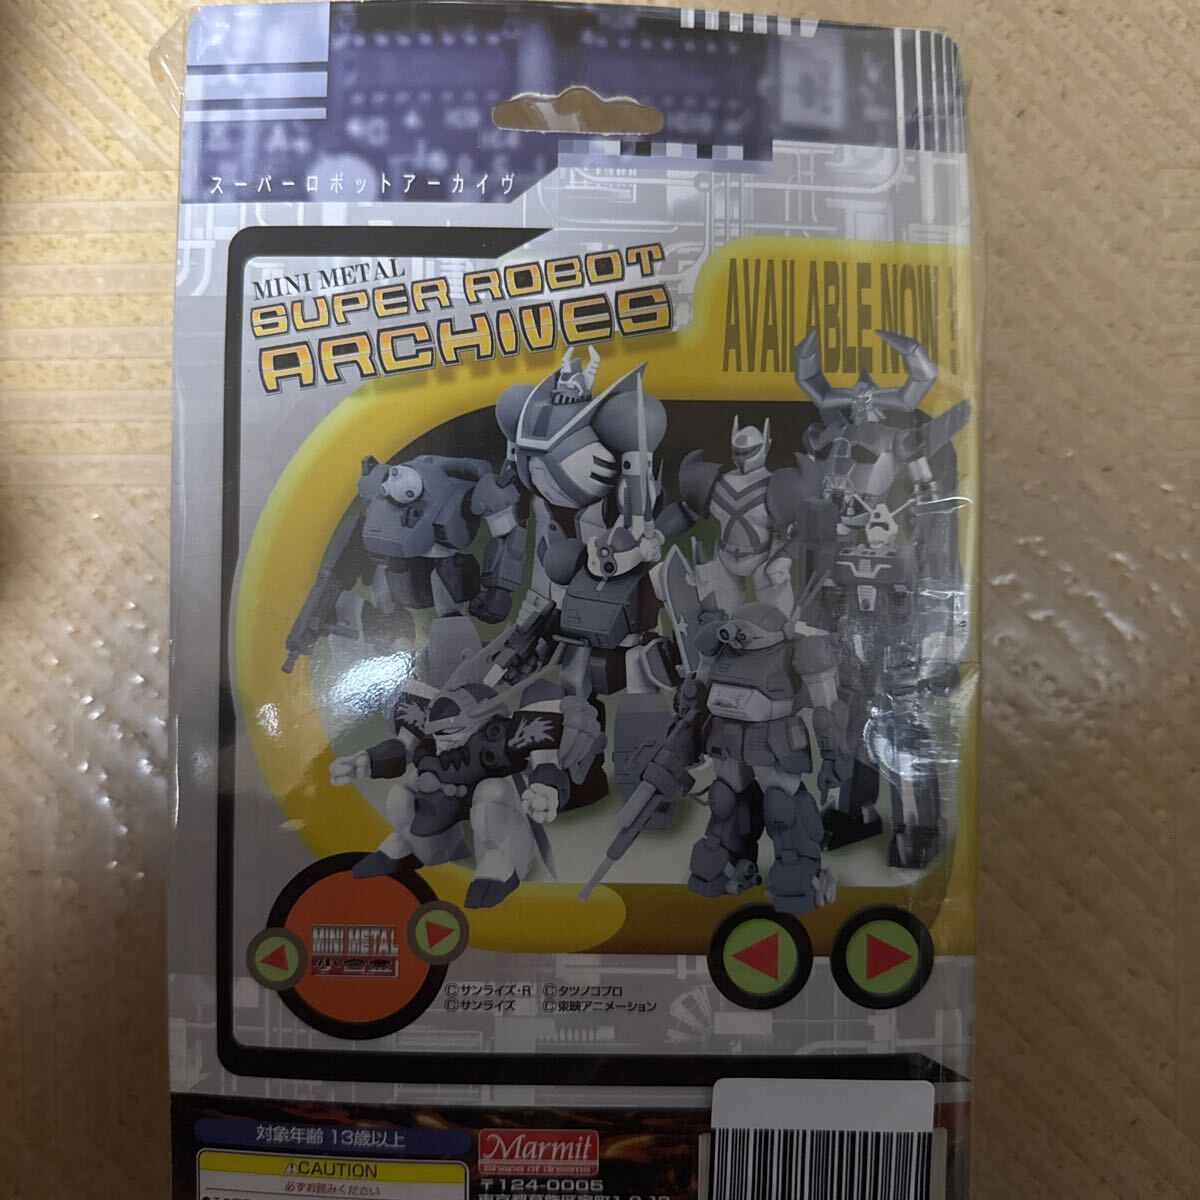 スーパーロボットアーカイヴ
MINI METAL
SUPER ROBOT
ARCHIVES
AVAILABLE NOW!
MINI METAL
小合金
©サンライズ・R ©タツノコプロ
©サンライズ ©東映アニメーション
対象年齢 13歳以上
CAUTION
必ずお読みください
Marmit
Shape of dreams
〒124-0005